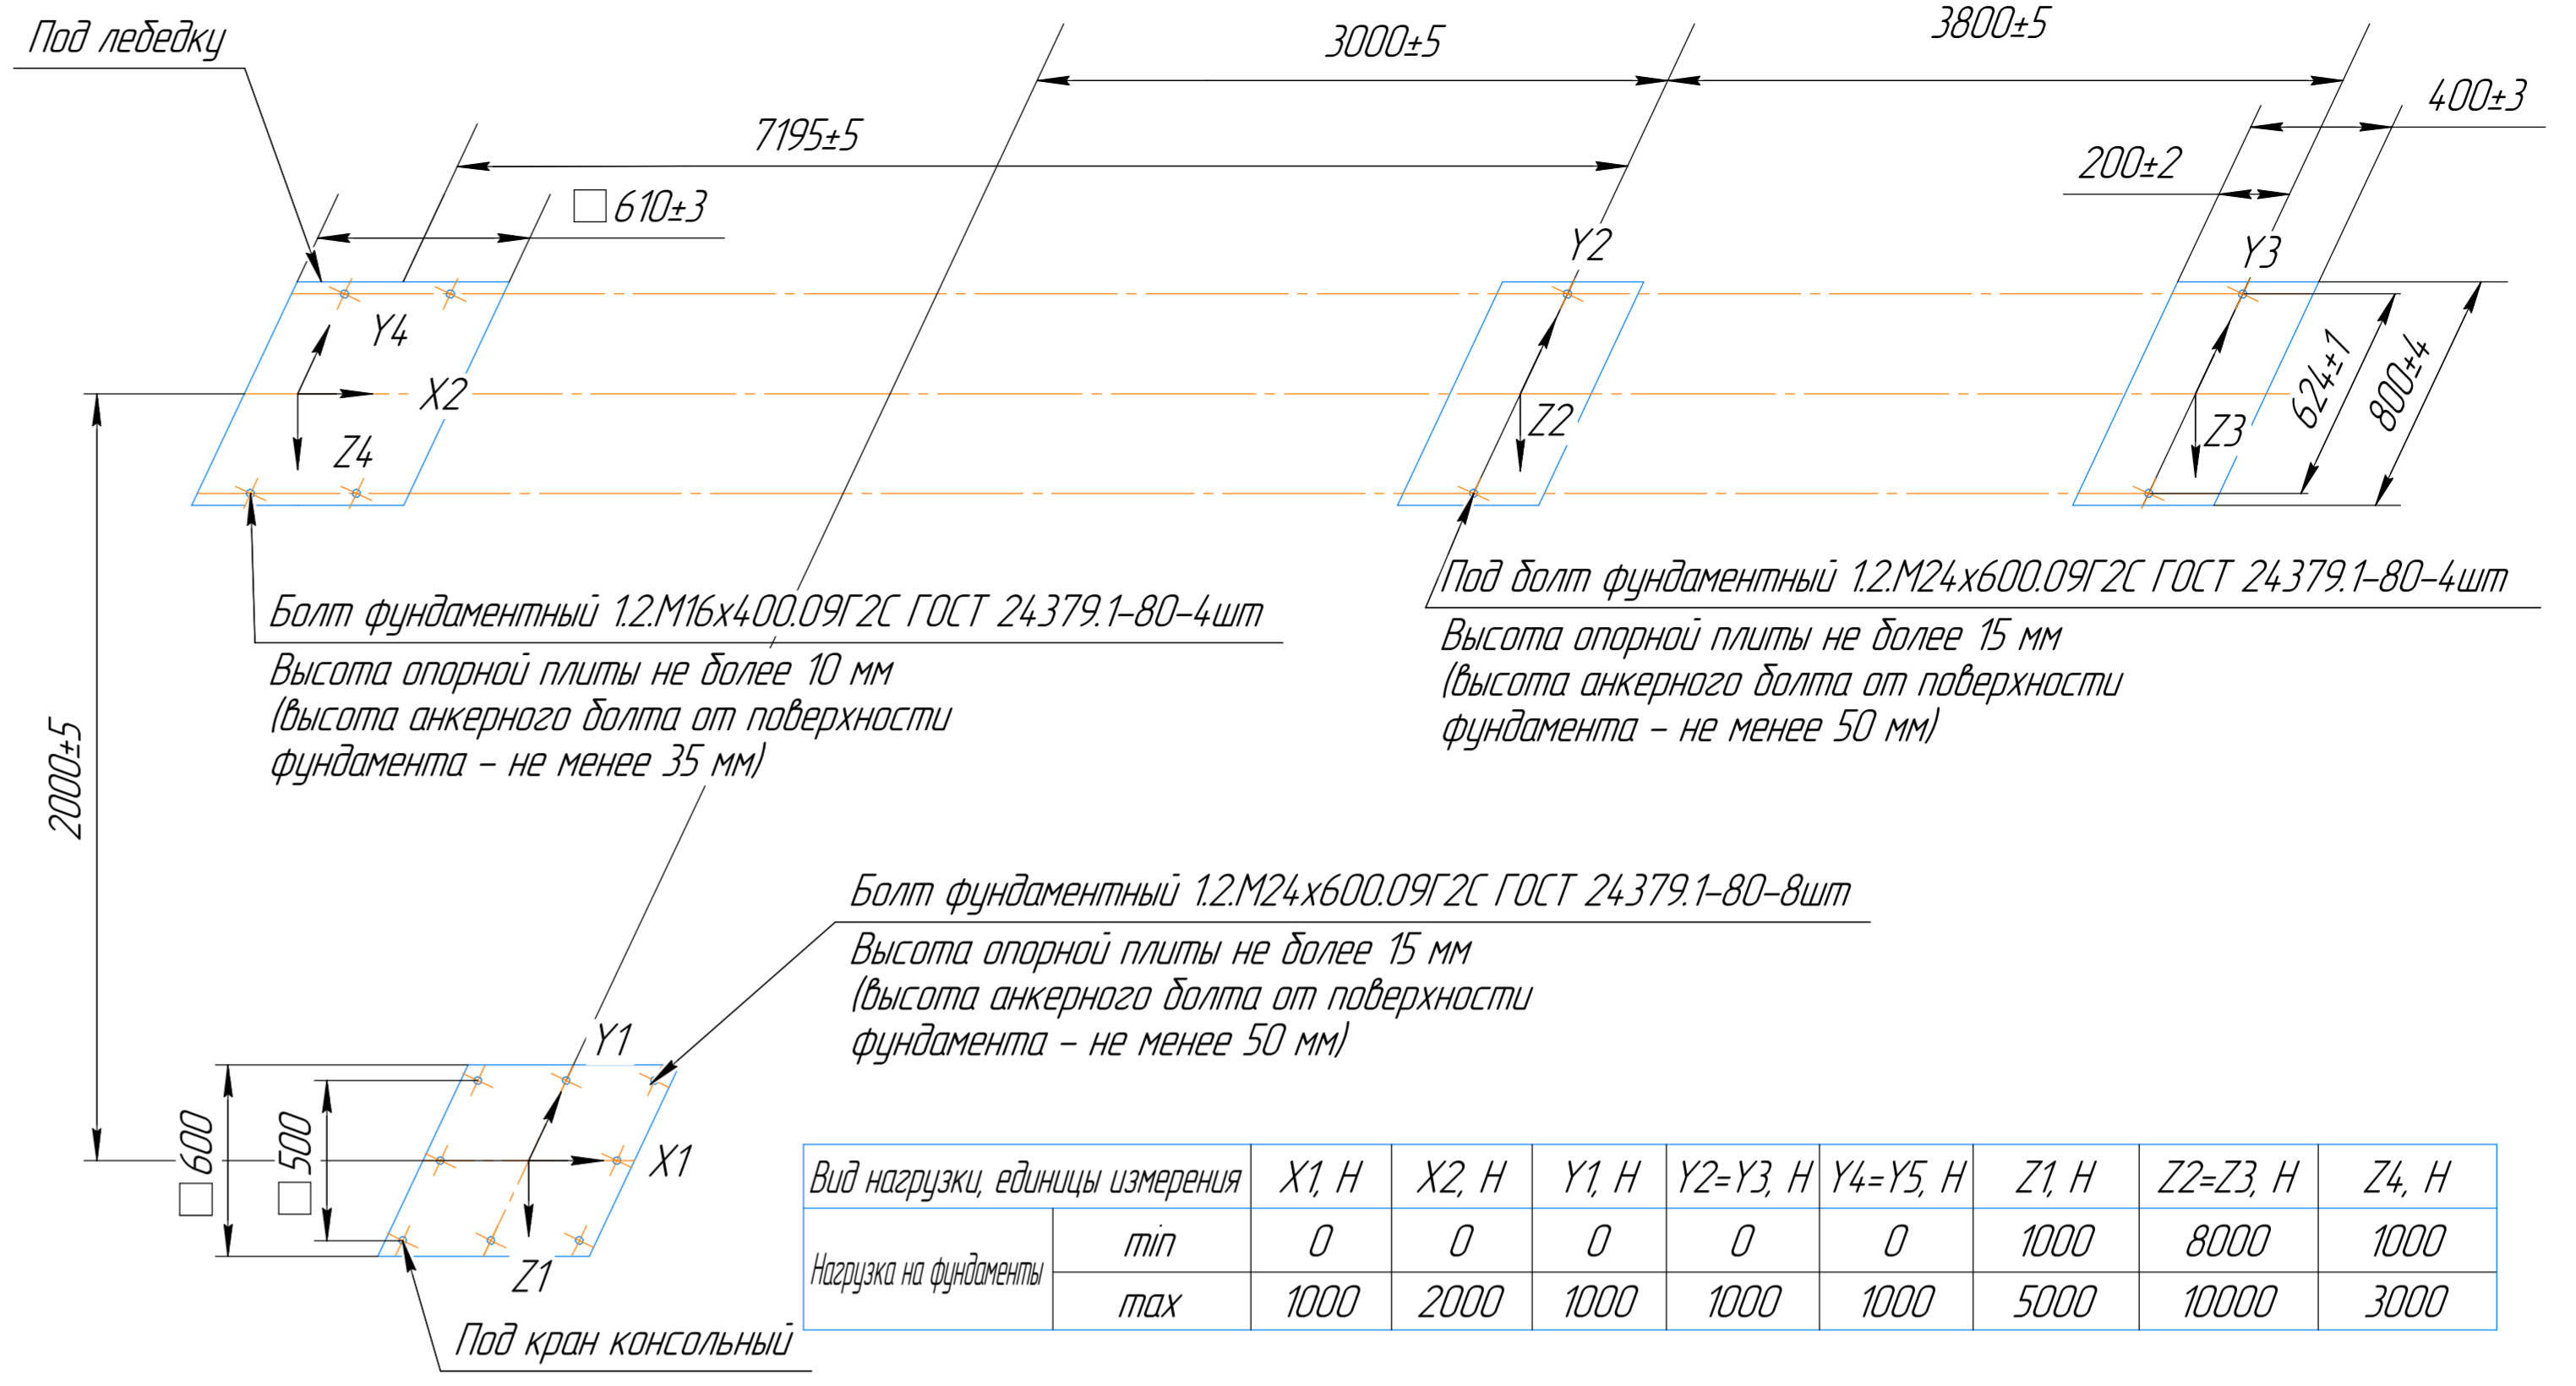 Под лебедку
3000±5
3800±5
400±3
7195±5
200±2
□ 610±3
Y2
Y3
Y4
X2
Z2
Z3
Z4
624±1
800±4
Болт фундаментный 1.2.М16х400.09Г2С ГОСТ 24379.1-80-4шт
Высота опорной плиты не более 10 мм
(высота анкерного болта от поверхности
фундамента - не менее 35 мм)
Под болт фундаментный 1.2.М24х600.09Г2С ГОСТ 24379.1-80-4шт
Высота опорной плиты не более 15 мм
(высота анкерного болта от поверхности
фундамента - не менее 50 мм)
2000±5
Болт фундаментный 1.2.М24х600.09Г2С ГОСТ 24379.1-80-8шт
Высота опорной плиты не более 15 мм
(высота анкерного болта от поверхности
фундамента - не менее 50 мм)
Y1
□ 600
□ 500
X1
Z1
Под кран консольный
Вид нагрузки, единицы измерения X1, Н X2, Н Y1, Н Y2=Y3, Н Y4=Y5, Н Z1, Н Z2=Z3, Н Z4, Н
Нагрузка на фундаменты min 0 0 0 0 0 1000 8000 1000
max 1000 2000 1000 1000 1000 5000 10000 3000